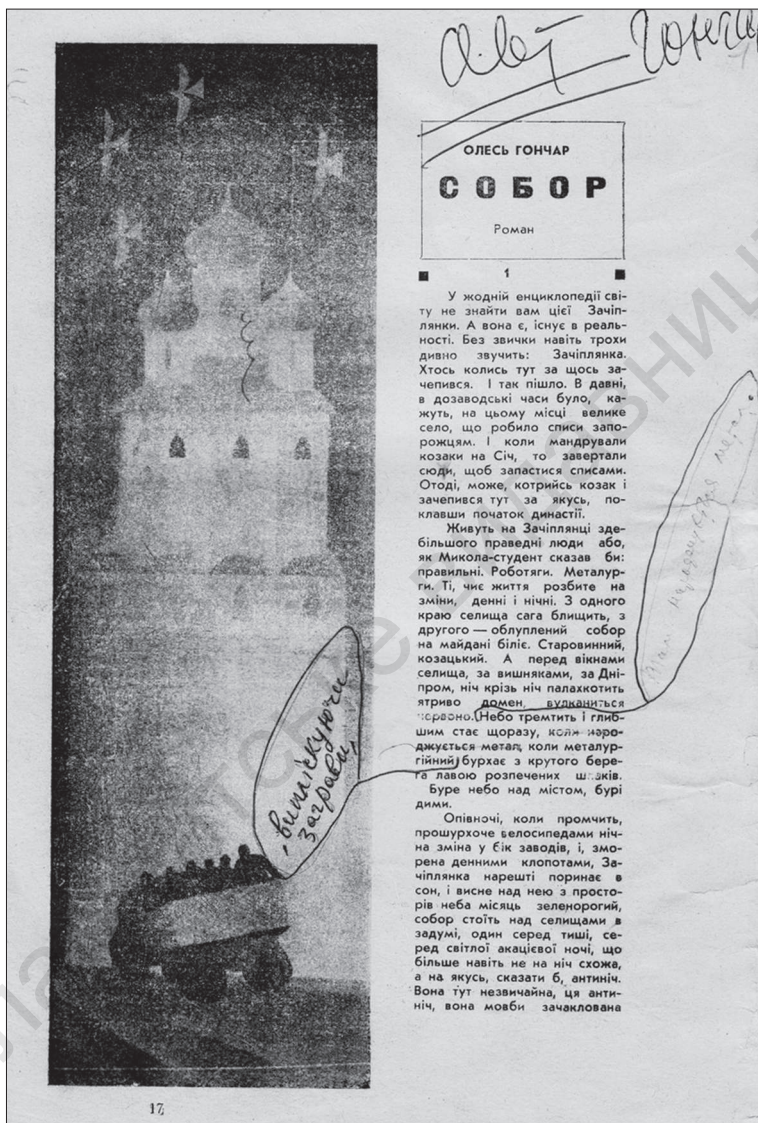 Гончар
ОЛЕСЬ ГОНЧАР
СОБОР
Роман
1
У жодній енциклопедії сві-
ту не знайти вам цієї Зачіп-
лянки. А вона є, існує в реаль-
ності. Без звички навіть трохи
дивно звучить: Зачіплянка.
Хтось колись тут за щось за-
чепився. І так пішло. В давні,
в дозаводські часи було, ка-
жуть, на цьому місці велике
село, що робило списи запо-
рожцям. І коли мандрували
козаки на Січ, то завертали
сюди, щоб запастися списами.
Отоді, може, котрийсь козак і
зачепився тут за якусь, по-
клавши початок династії.
Живуть на Зачіплянці зде-
більшого праведні люди або,
як Микола-студент сказав би:
правильні. Роботяги. Металур-
ги. Ті, чиє життя розбите на
зміни, денні і нічні. З одного
краю селища сага блищить, з
другого — облуплений собор
на майдані біліє. Старовинний,
козацький. А перед вікнами
селища, за вишняками, за Дні-
пром, ніч крізь ніч палахкотить
ятриво домен, вулканиться
червоно. Небо тремтить і глиб-
шим стає щоразу, коли наро-
джується метал, коли металур-
гійний бурхає з крутого бере-
га лавою розпечених шлаків.
Буре небо над містом, бурі
дими.
Опівночі, коли промчить,
прошурхоче велосипедами ніч-
на зміна у бік заводів, і, змо-
рена денними клопотами, За-
чіплянка нарешті поринає в
сон, і висне над нею з просто-
рів неба місяць зеленорогий,
собор стоїть над селищами в
задумі, один серед тиші, се-
ред світлої акацієвої ночі, що
більше навіть не на ніч схожа,
а на якусь, сказати б, антиніч.
Вона тут незвичайна, ця анти-
ніч, вона мовби зачаклована
, випліскуючи
заграви,
народжується метал
17